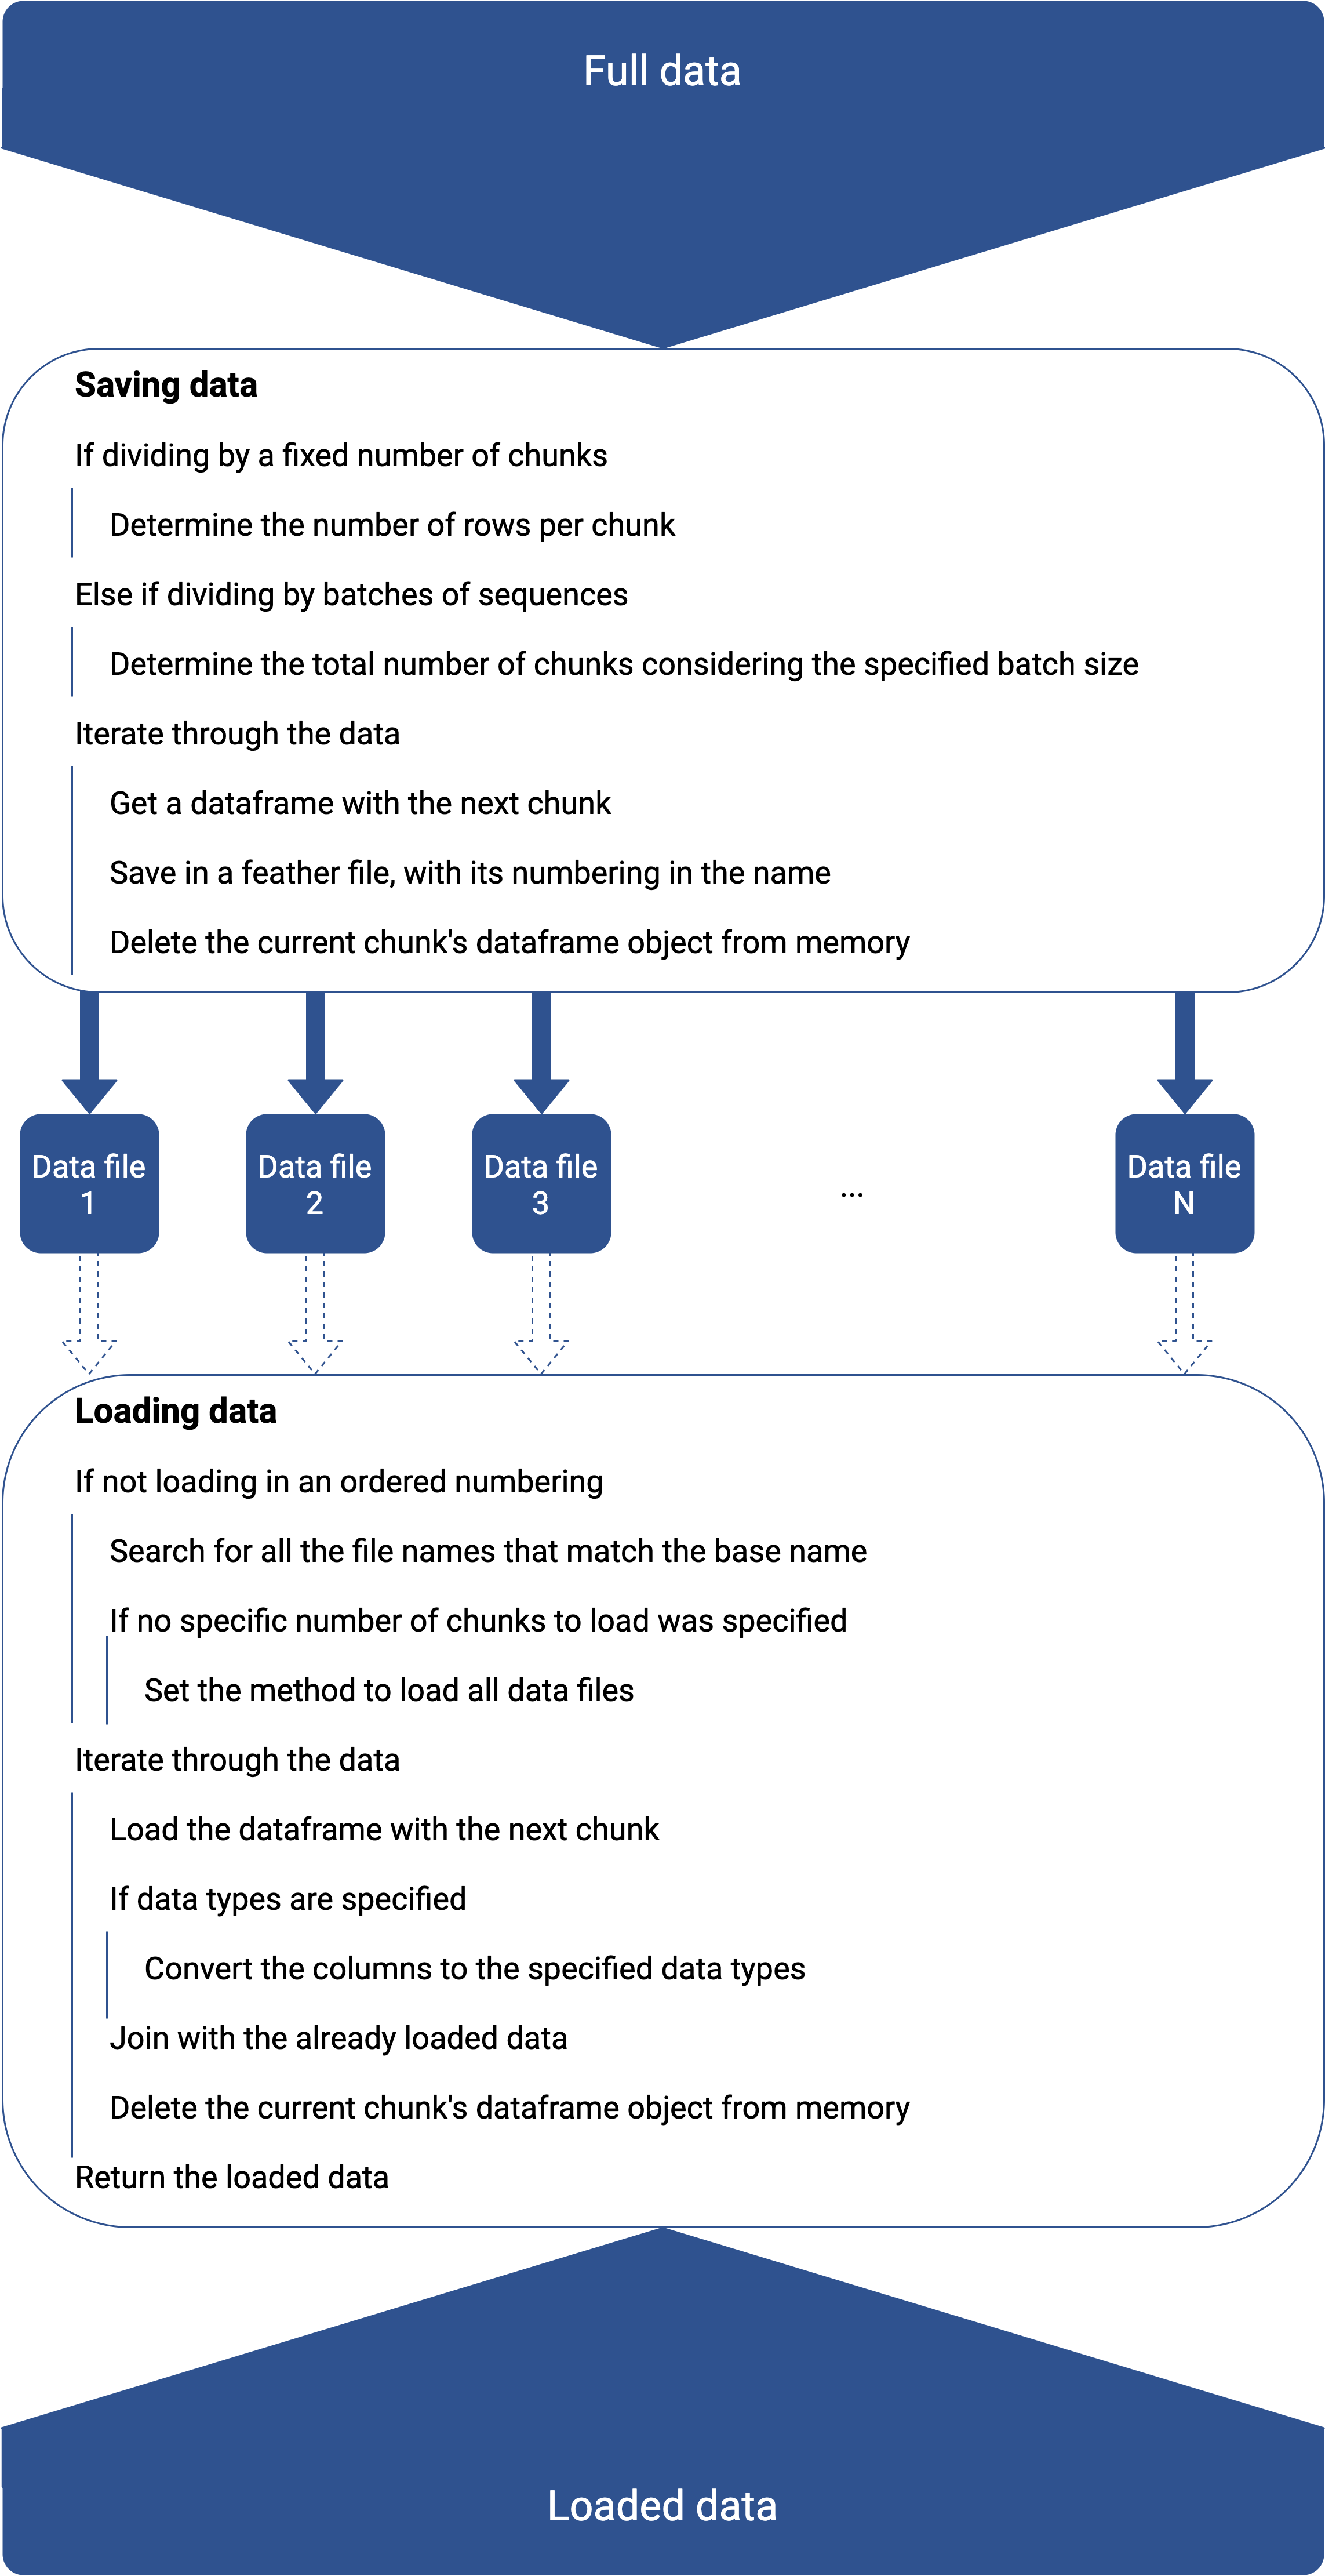 Full data
Saving data
If dividing by a fixed number of chunks
Determine the number of rows per chunk
Else if dividing by batches of sequences
Determine the total number of chunks considering the specified batch size
Iterate through the data
Get a dataframe with the next chunk
Save in a feather file, with its numbering in the name
Delete the current chunk's dataframe object from memory
Data file
1
Data file
2
Data file
3
...
Data file
N
Loading data
If not loading in an ordered numbering
Search for all the file names that match the base name
If no specific number of chunks to load was specified
Set the method to load all data files
Iterate through the data
Load the dataframe with the next chunk
If data types are specified
Convert the columns to the specified data types
Join with the already loaded data
Delete the current chunk's dataframe object from memory
Return the loaded data
Loaded data